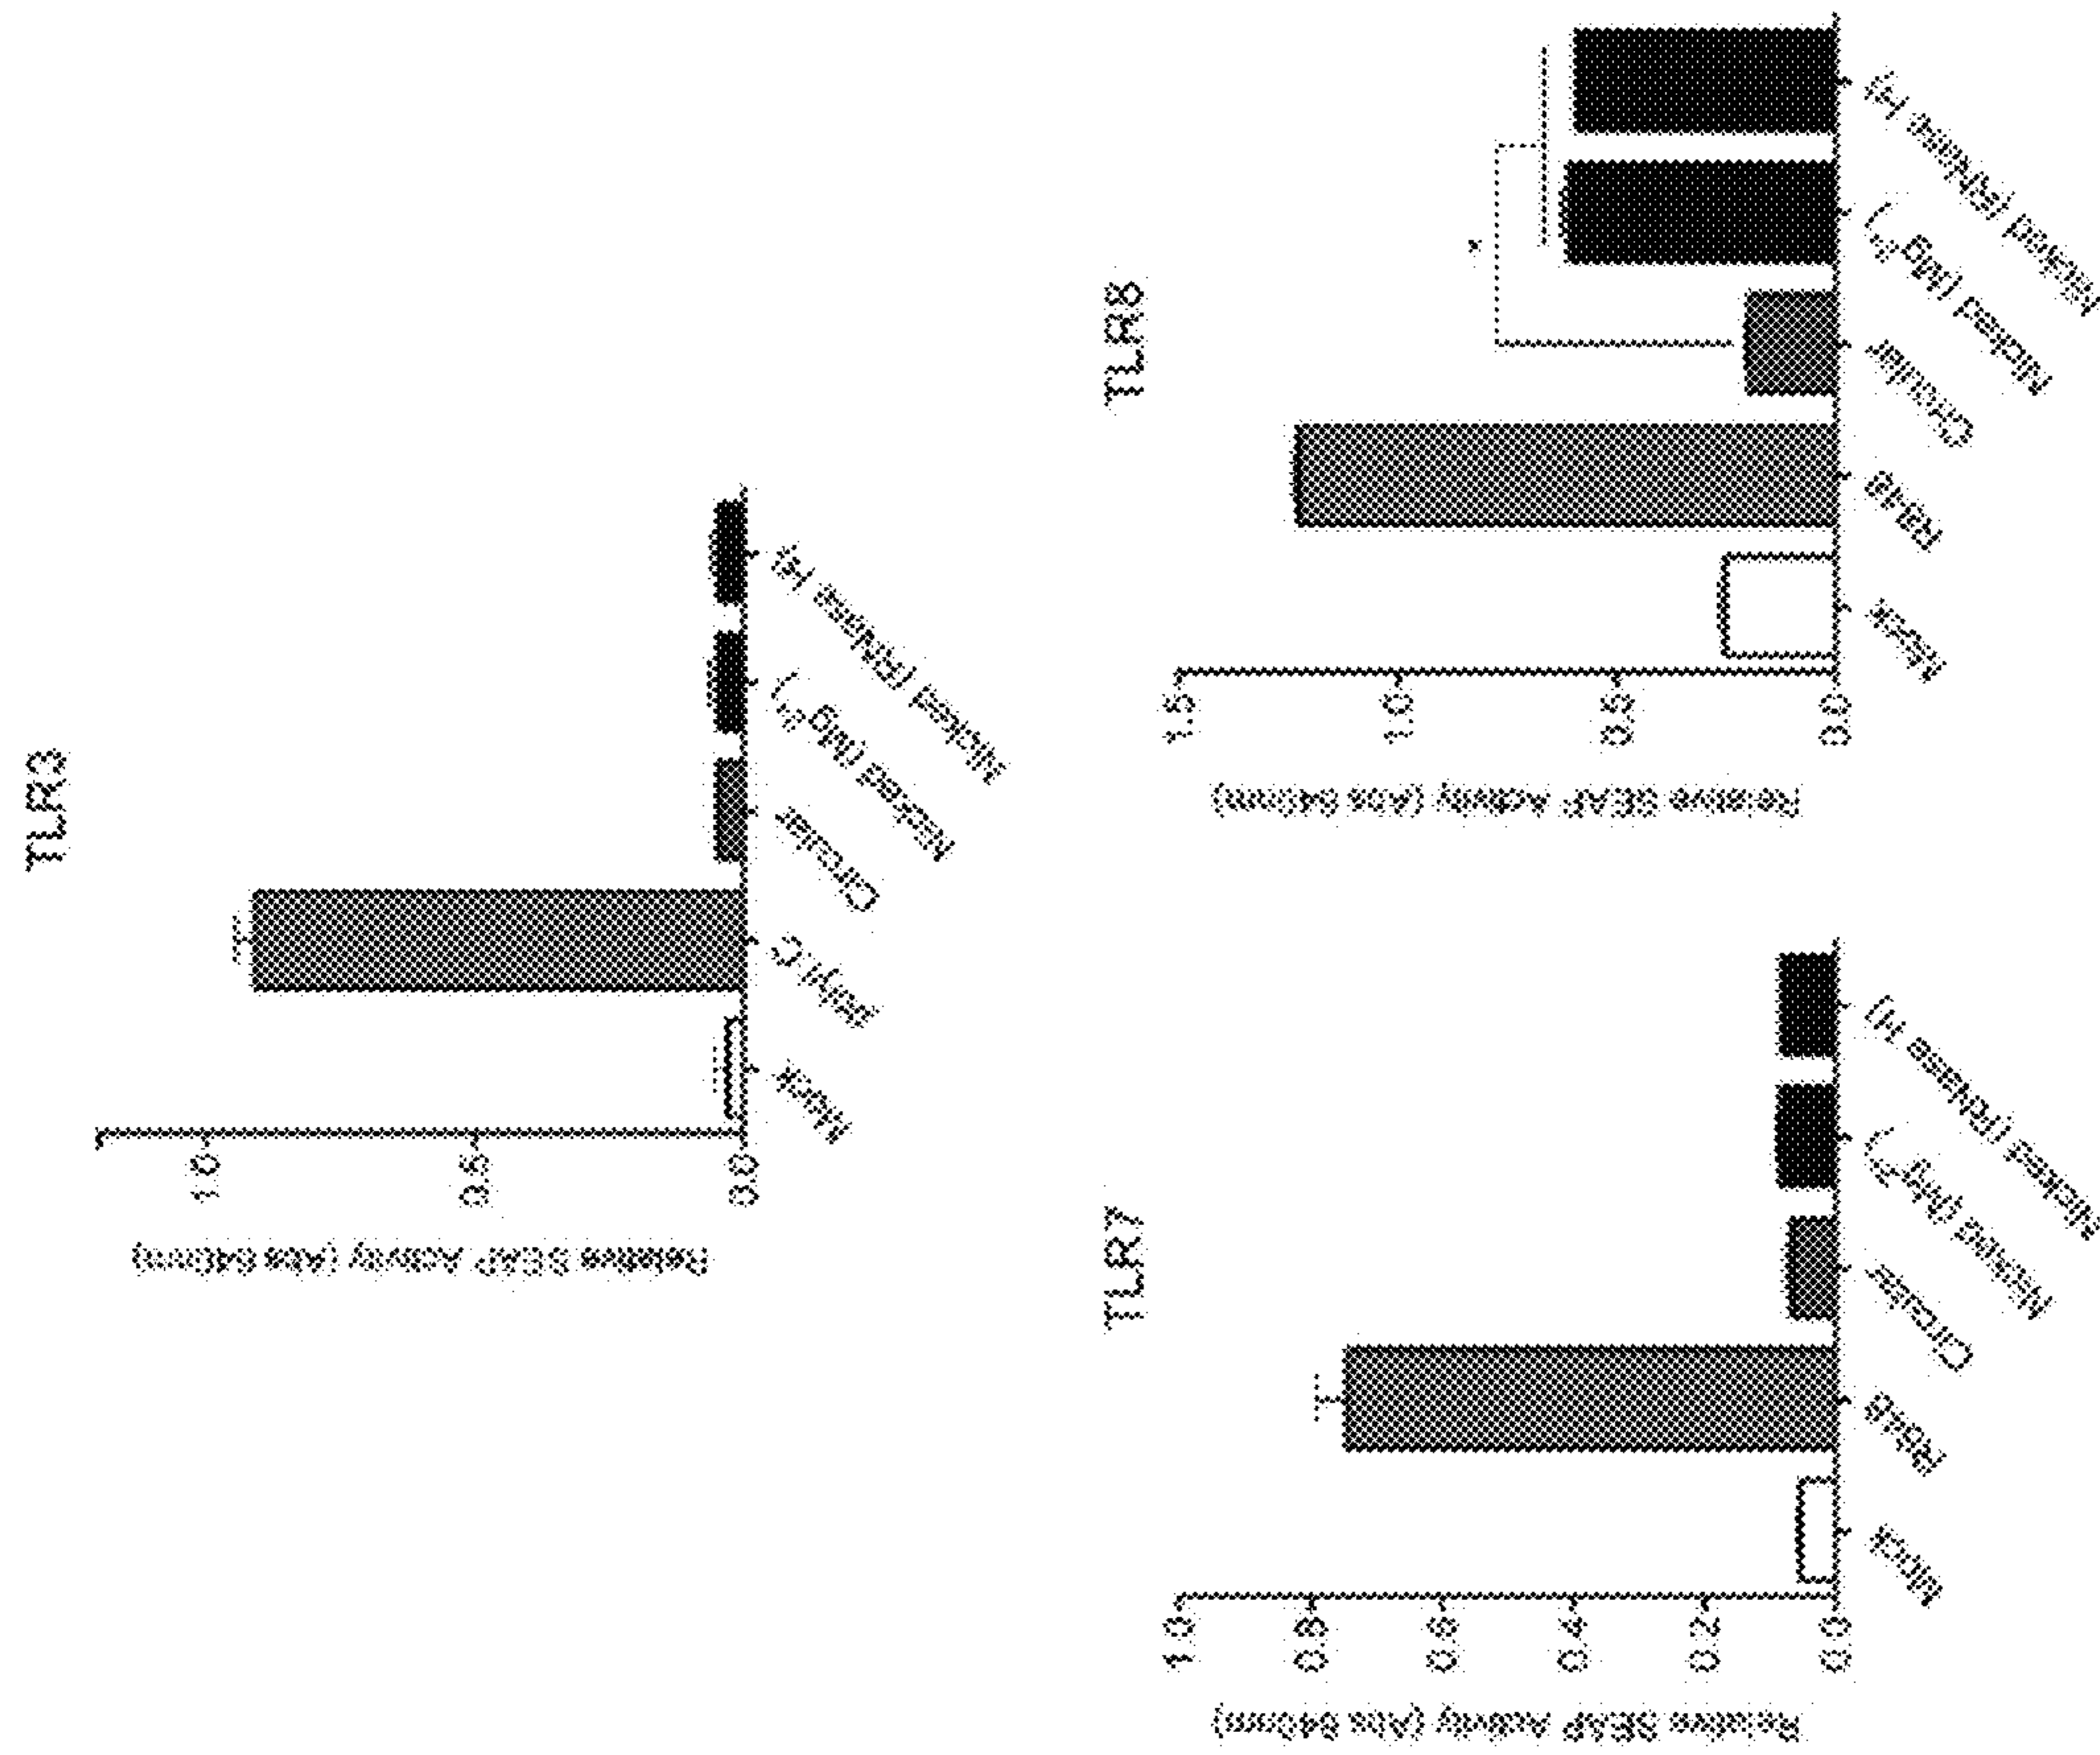 TLR3
Relative SEAP Activity (Abs 640nm)
1.0
0.5
0.0
Mock
PolyI:C
Circular
Nicked (Mg²⁺)
Nicked (RNase H)
TLR7
Relative SEAP Activity (Abs 640nm)
1.0
0.8
0.6
0.4
0.2
0.0
Mock
R848
Circular
Nicked (Mg²⁺)
Nicked (RNase H)
TLR8
Relative SEAP Activity (Abs 640nm)
1.5
1.0
0.5
0.0
Mock
R848
Circular
Nicked (Mg²⁺)
Nicked (RNase H)
*